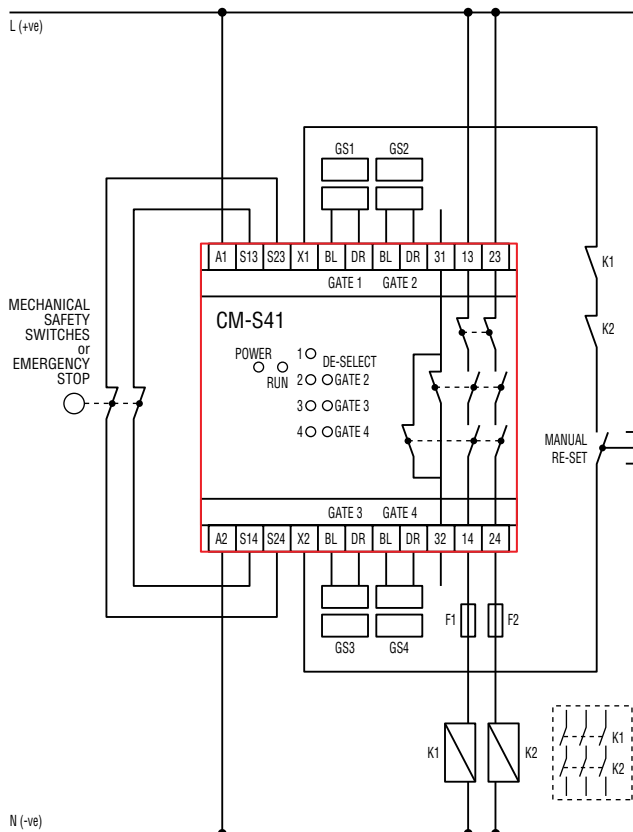 L (+ve)
GS1 GS2
A1 S13 S23 X1 BL DR BL DR 31 13 23
GATE 1 GATE 2
K1
CM-S41
MECHANICAL
SAFETY
SWITCHES
or
EMERGENCY
STOP
K2
POWER
RUN
1
DE-SELECT
2 GATE 2
3 GATE 3
4 GATE 4
MANUAL
RE-SET
GATE 3 GATE 4
A2 S14 S24 X2 BL DR BL DR 32 14 24
F1 F2
GS3 GS4
K1 K2
K1
K2
N (-ve)